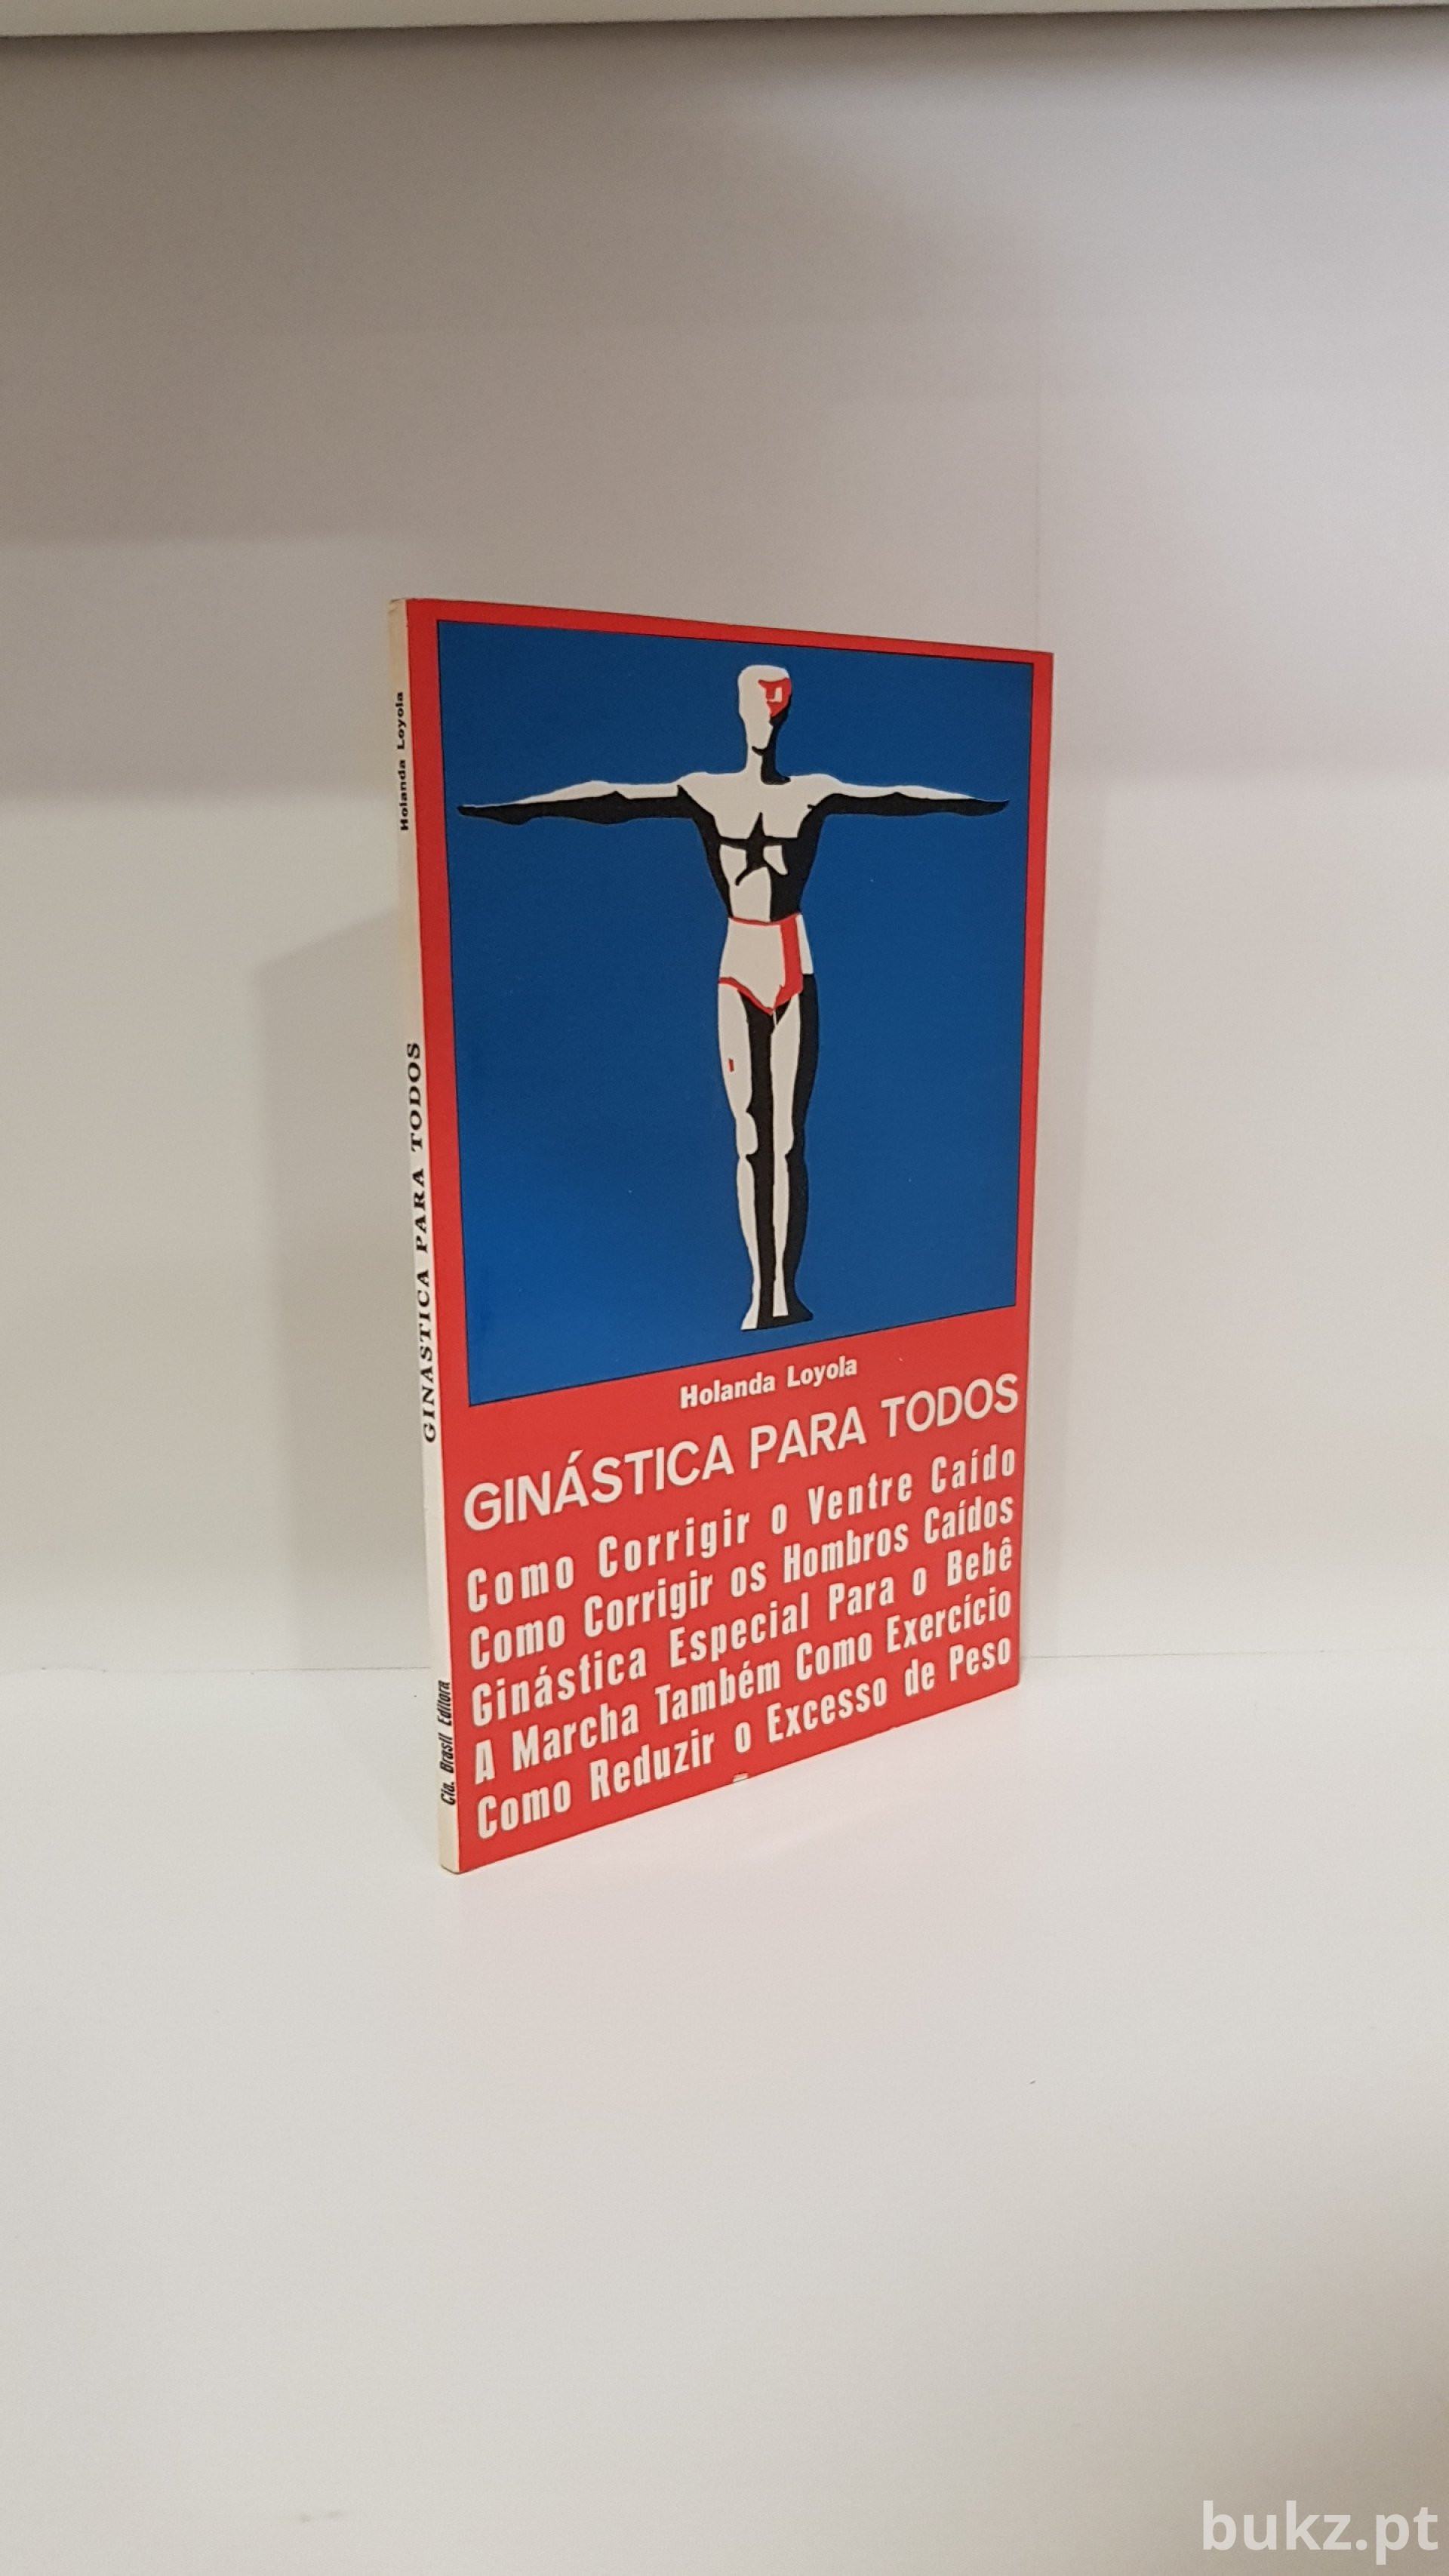 Holanda Loyola
GINÁSTICA PARA TODOS
Cia. Brasil Editora
Holanda Loyola
GINÁSTICA PARA TODOS
Como Corrigir o Ventre Caído
Como Corrigir os Hombros Caídos
Ginástica Especial Para o Bebê
A Marcha Também Como Exercício
Como Reduzir o Excesso de Peso
bukz.pt